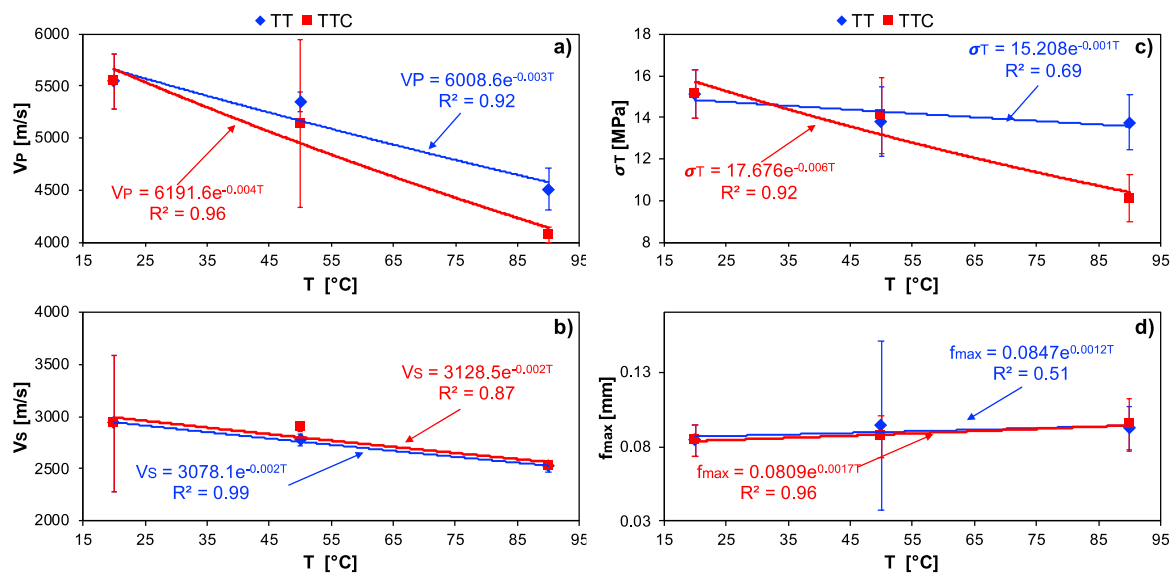 TT TTC
6000
5500
5000
4500
4000
VP [m/s]
a)
VP = 6008.6e-0.003T
R² = 0.92
VP = 6191.6e-0.004T
R² = 0.96
15 25 35 45 55 65 75 85 95
T [°C]
TT TTC
18
16
14
12
10
8
σT [MPa]
c)
σT = 15.208e-0.001T
R² = 0.69
σT = 17.676e-0.006T
R² = 0.92
15 25 35 45 55 65 75 85 95
T [°C]
4000
3500
3000
2500
2000
VS [m/s]
b)
VS = 3128.5e-0.002T
R² = 0.87
VS = 3078.1e-0.002T
R² = 0.99
15 25 35 45 55 65 75 85 95
T [°C]
0.13
0.08
0.03
fmax [mm]
d)
fmax = 0.0847e0.0012T
R² = 0.51
fmax = 0.0809e0.0017T
R² = 0.96
15 25 35 45 55 65 75 85 95
T [°C]